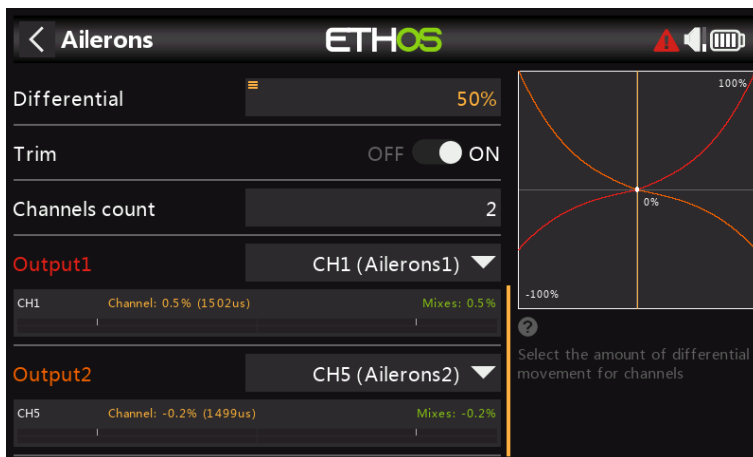 Ailerons
ETHOS
Differential
50%
Trim
OFF ON
Channels count
2
Output1
CH1 (Ailerons1)
CH1 Channel: 0.5% (1502us) Mixes: 0.5%
Output2
CH5 (Ailerons2)
CH5 Channel: -0.2% (1499us) Mixes: -0.2%
100%
0%
-100%
?
Select the amount of differential
movement for channels